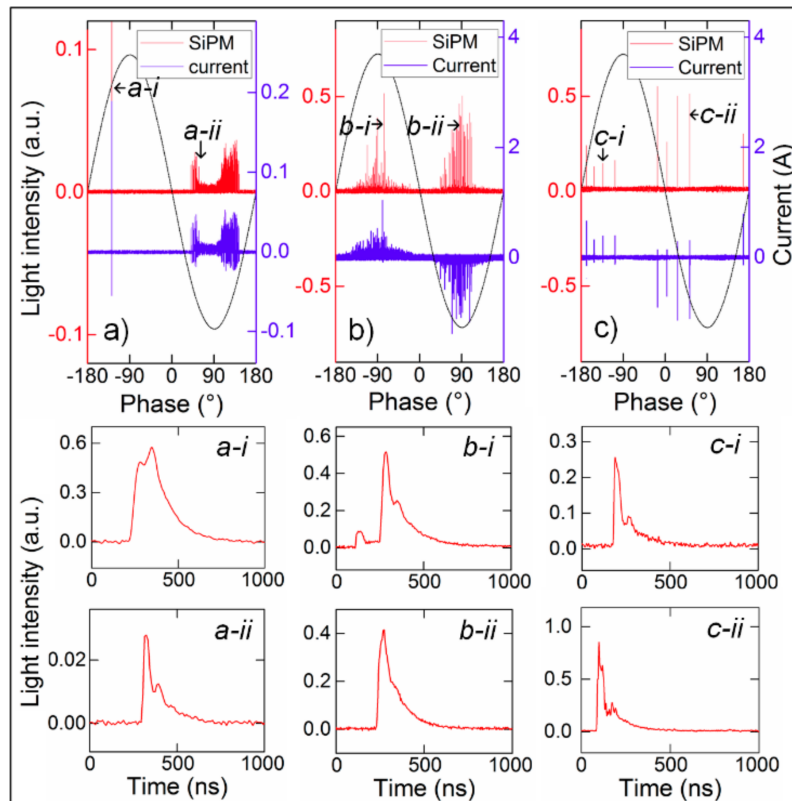 0.1 SiPM current 0.2 a-i a-ii 0.1 0.0 0.0 -0.1 -0.1 a)
Light intensity (a.u.)
-180 -90 0 90 180
Phase (°)
SiPM Current 4 0.5 b-i b-ii 2 0.0 0 -0.5 b)
-180 -90 0 90 180
Phase (°)
SiPM Current 4 0.5 c-i c-ii 2 0.0 0 -0.5 c)
Current (A)
-180 -90 0 90 180
Phase (°)
Light intensity (a.u.)
0.6 0.3 0.0 a-i
0 500 1000
0.6 0.4 0.2 0.0 b-i
0 500 1000
0.3 0.2 0.1 0.0 c-i
0 500 1000
0.02 0.00 a-ii
0 500 1000
Time (ns)
0.4 0.2 0.0 b-ii
0 500 1000
Time (ns)
1.0 0.5 0.0 c-ii
0 500 1000
Time (ns)